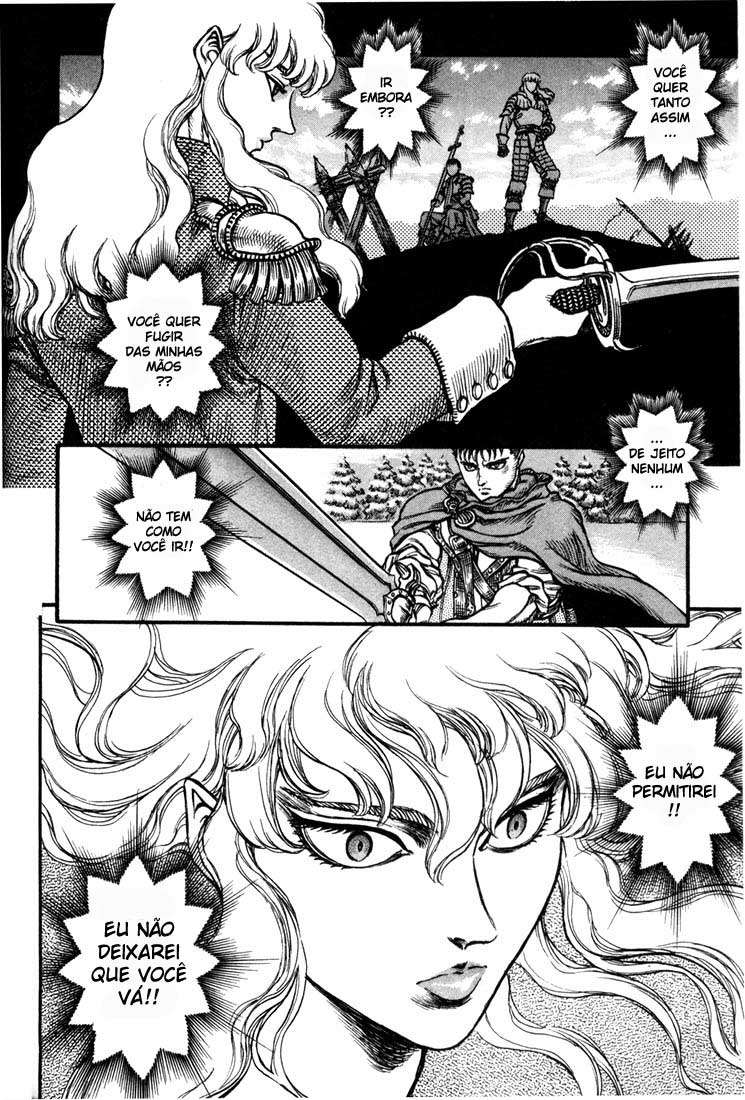 VOCÊ
QUER
TANTO
ASSIM
...
IR
EMBORA
??
VOCÊ QUER
FUGIR
DAS MINHAS
MÃOS
??
...
DE JEITO
NENHUM
...
NÃO TEM
COMO
VOCÊ IR!!
EU NÃO
PERMITIREI
!!
EU NÃO
DEIXAREI
QUE VOCÊ
VÁ!!